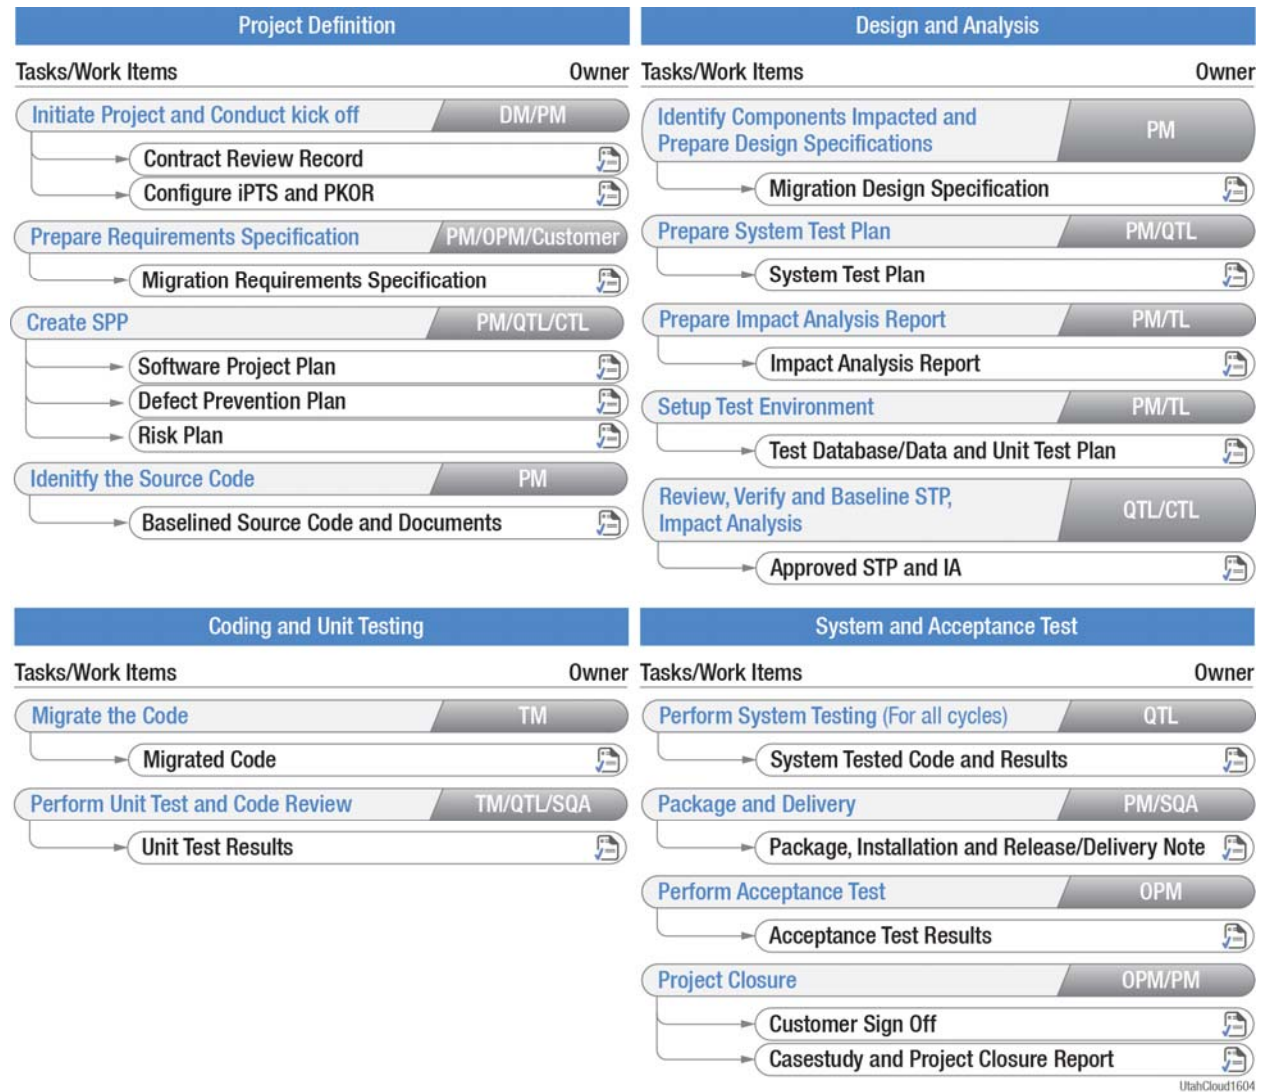 Project Definition
Tasks/Work Items Owner
Initiate Project and Conduct kick off DM/PM
Contract Review Record
Configure iPTS and PKOR
Prepare Requirements Specification PM/OPM/Customer
Migration Requirements Specification
Create SPP PM/QTL/CTL
Software Project Plan
Defect Prevention Plan
Risk Plan
Idenitfy the Source Code PM
Baselined Source Code and Documents
Design and Analysis
Tasks/Work Items Owner
Identify Components Impacted and
Prepare Design Specifications PM
Migration Design Specification
Prepare System Test Plan PM/QTL
System Test Plan
Prepare Impact Analysis Report PM/TL
Impact Analysis Report
Setup Test Environment PM/TL
Test Database/Data and Unit Test Plan
Review, Verify and Baseline STP,
Impact Analysis QTL/CTL
Approved STP and IA
Coding and Unit Testing
Tasks/Work Items Owner
Migrate the Code TM
Migrated Code
Perform Unit Test and Code Review TM/QTL/SQA
Unit Test Results
System and Acceptance Test
Tasks/Work Items Owner
Perform System Testing (For all cycles) QTL
System Tested Code and Results
Package and Delivery PM/SQA
Package, Installation and Release/Delivery Note
Perform Acceptance Test OPM
Acceptance Test Results
Project Closure OPM/PM
Customer Sign Off
Casestudy and Project Closure Report
UtahCloud1604